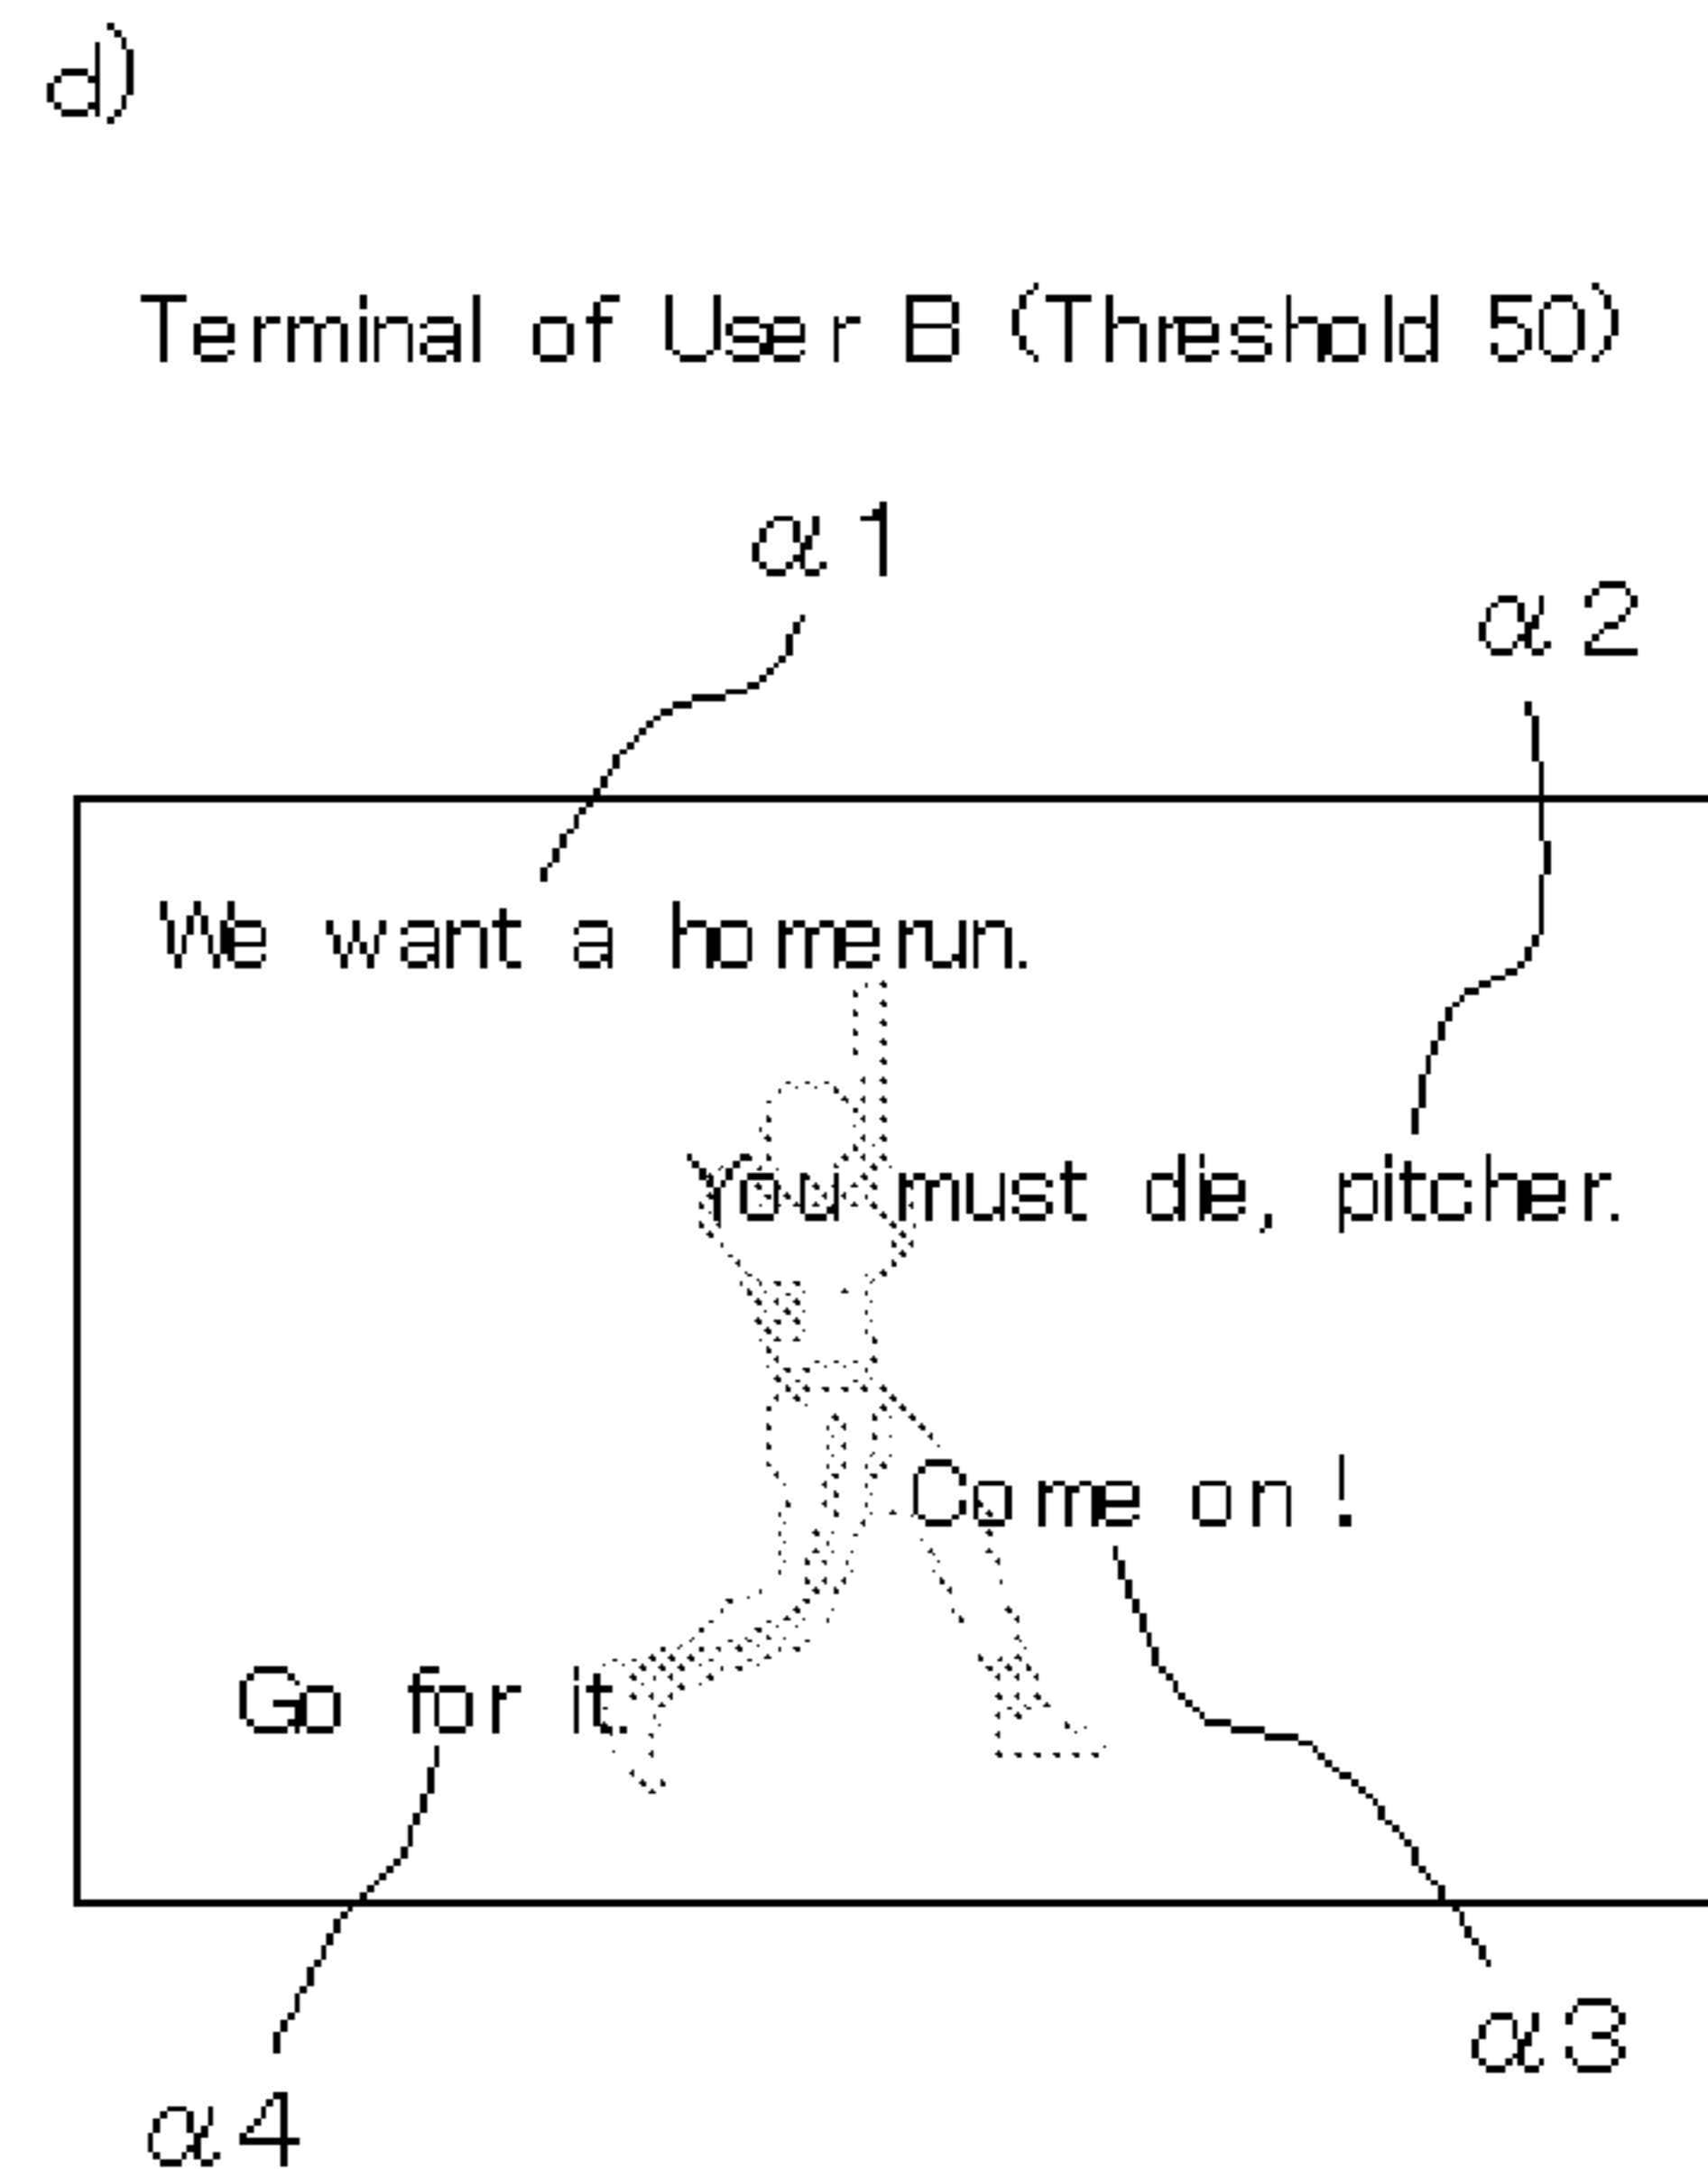 d)
Terminal of User B (Threshold 50)
α1
α2
We want a homerun.
You must die, pitcher.
Come on!
Go for it.
α3
α4